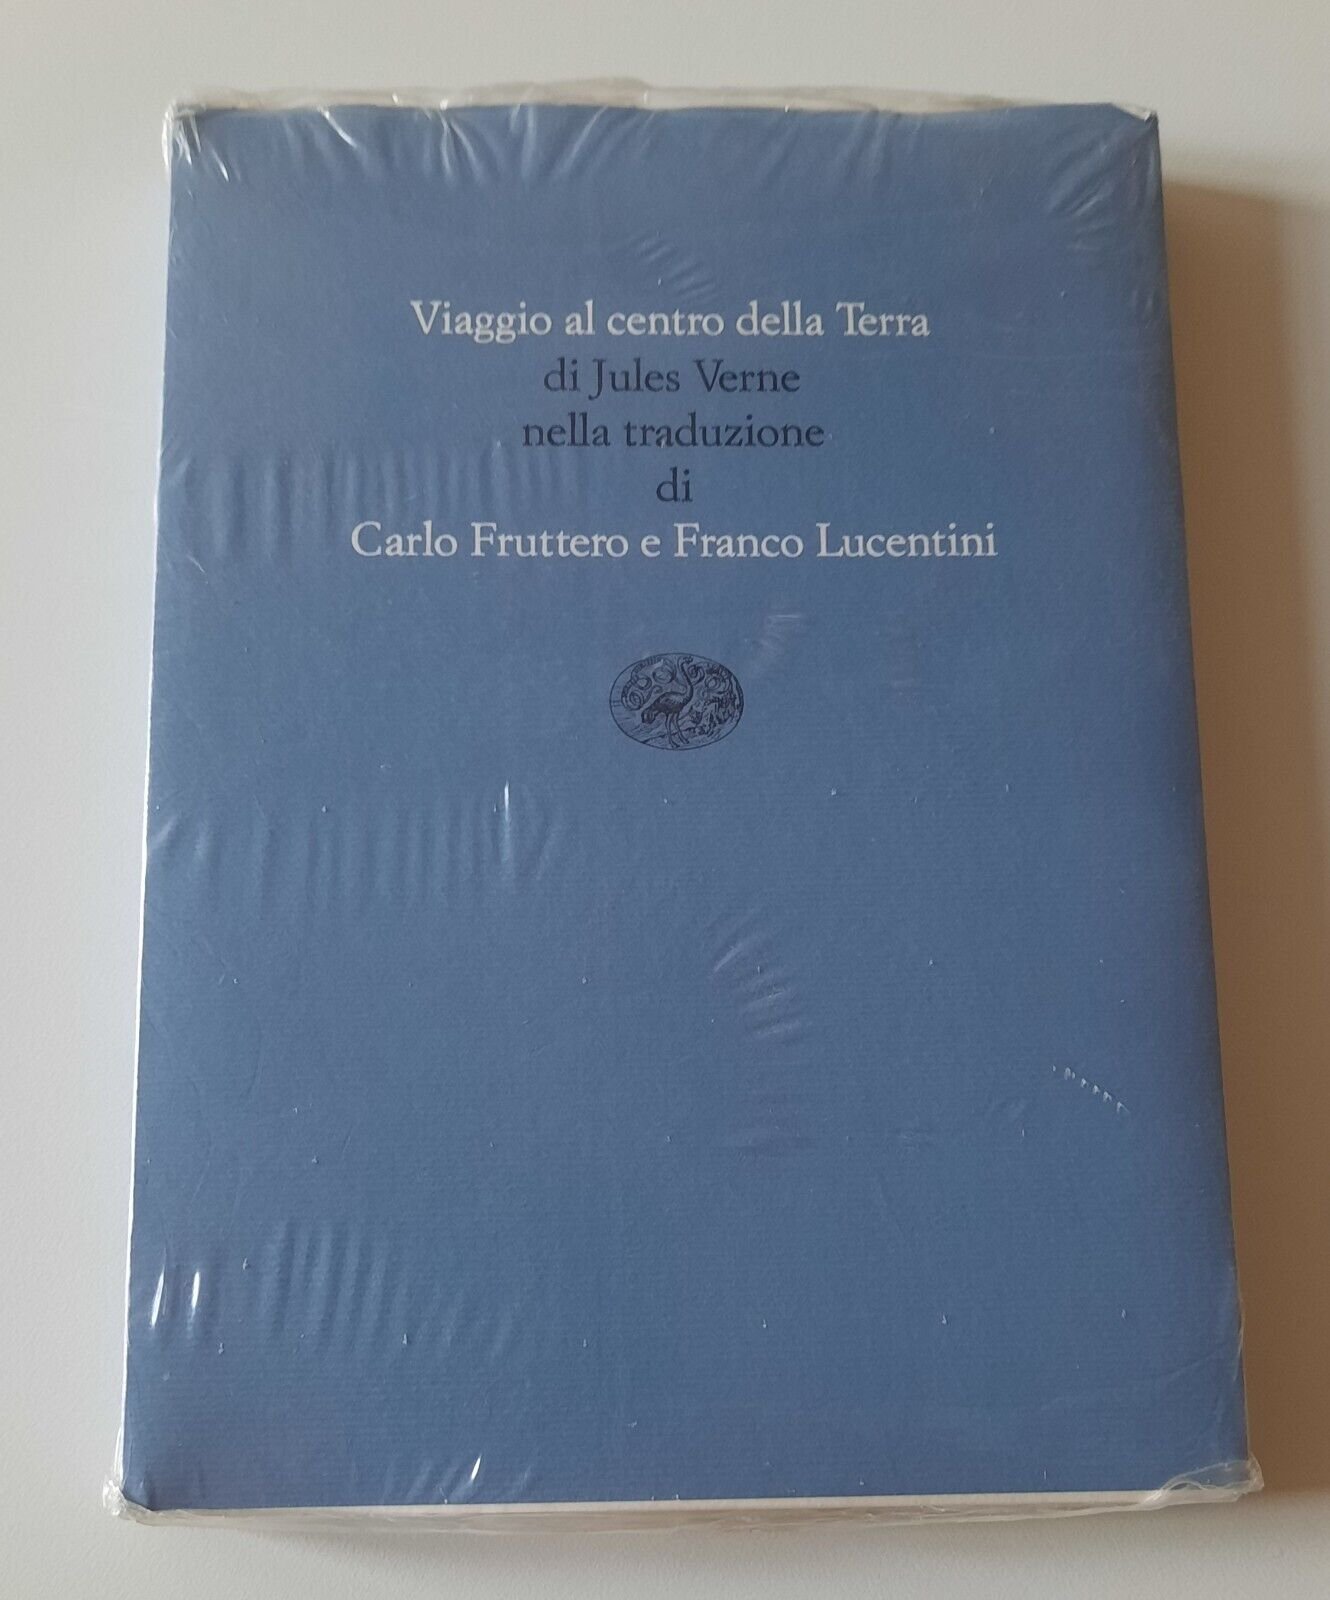 Viaggio al centro della Terra
di Jules Verne
nella traduzione
di
Carlo Fruttero e Franco Lucentini